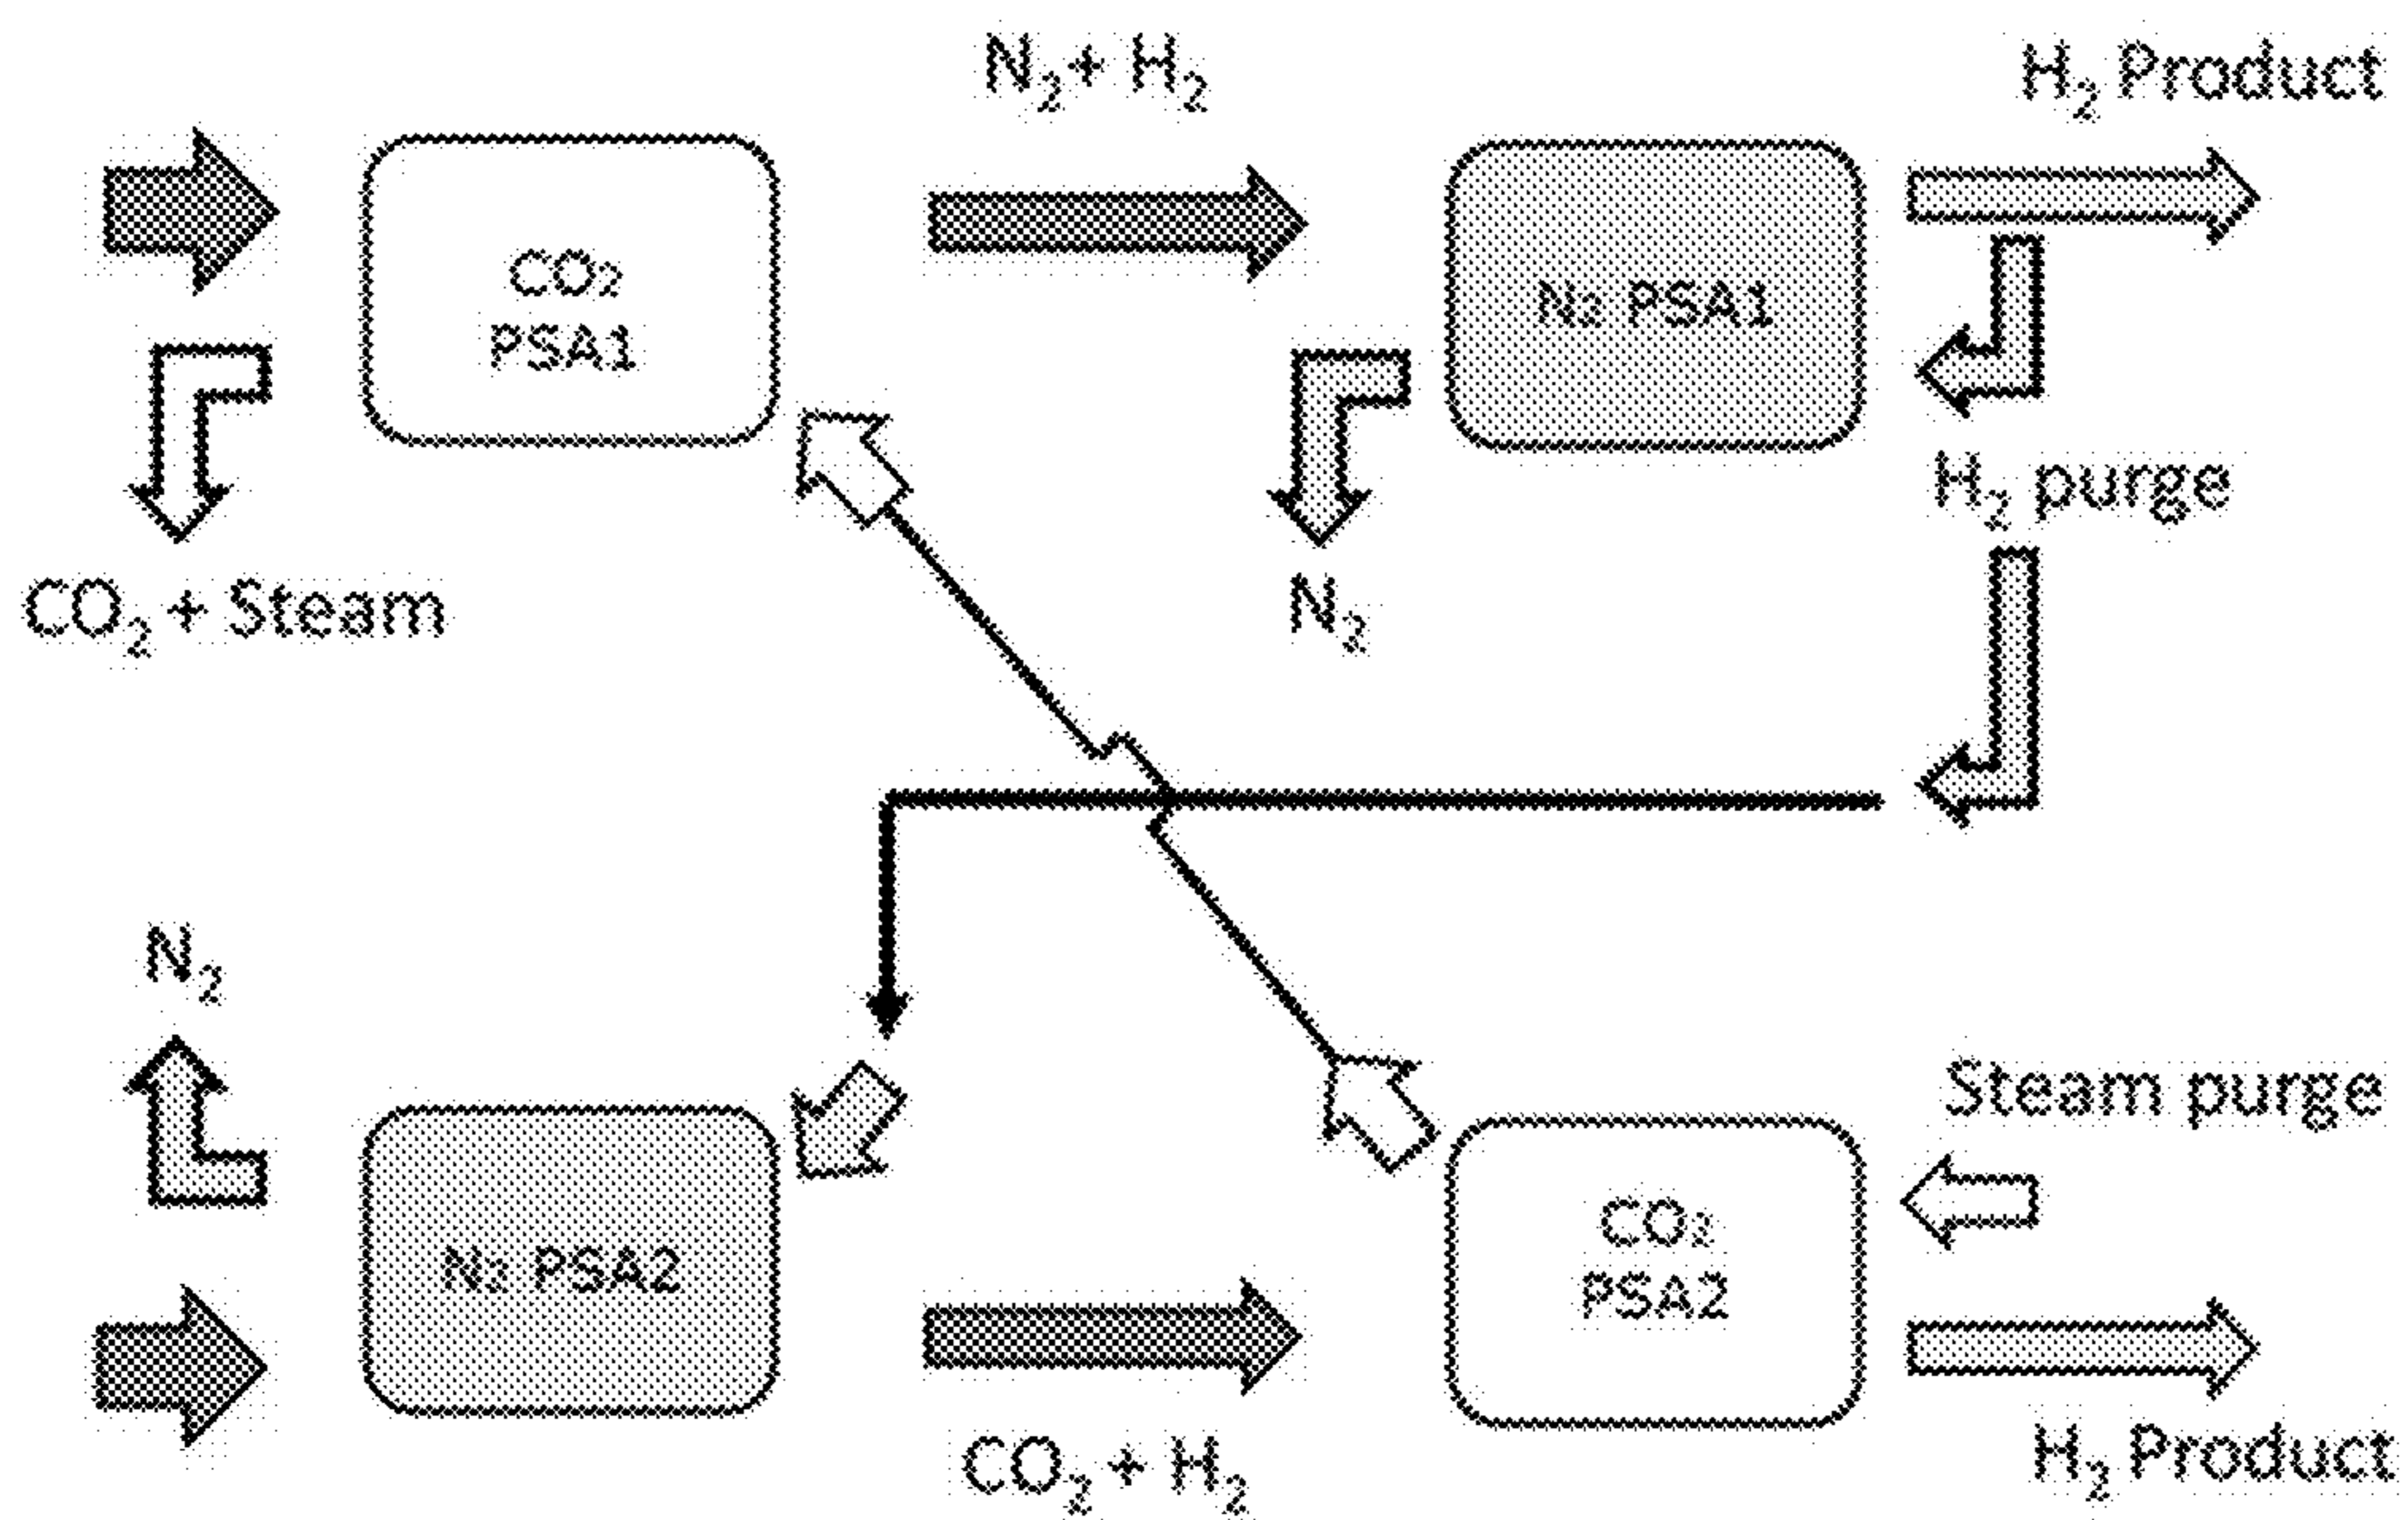 N₂+ H₂
H₂ Product
CO₂
PSA1
N₂ PSA1
H₂ purge
CO₂ + Steam
N₂
N₂
Steam purge
N₂ PSA2
CO₂
PSA2
CO₂ + H₂
H₂ Product